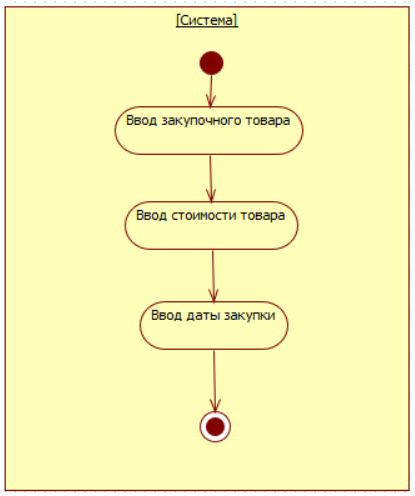 [Система]
Ввод закупочного товара
Ввод стоимости товара
Ввод даты закупки